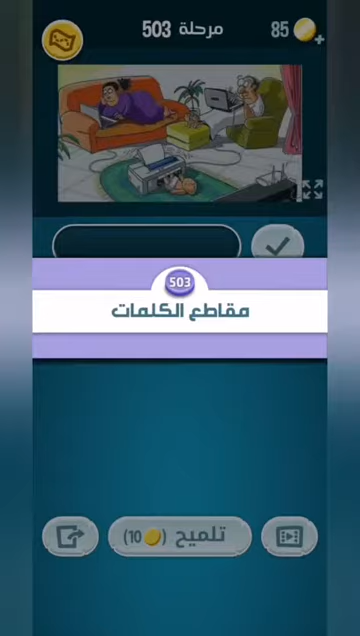 مرحلة 503
85
503
مقاطع الكلمات
تلميح (10)